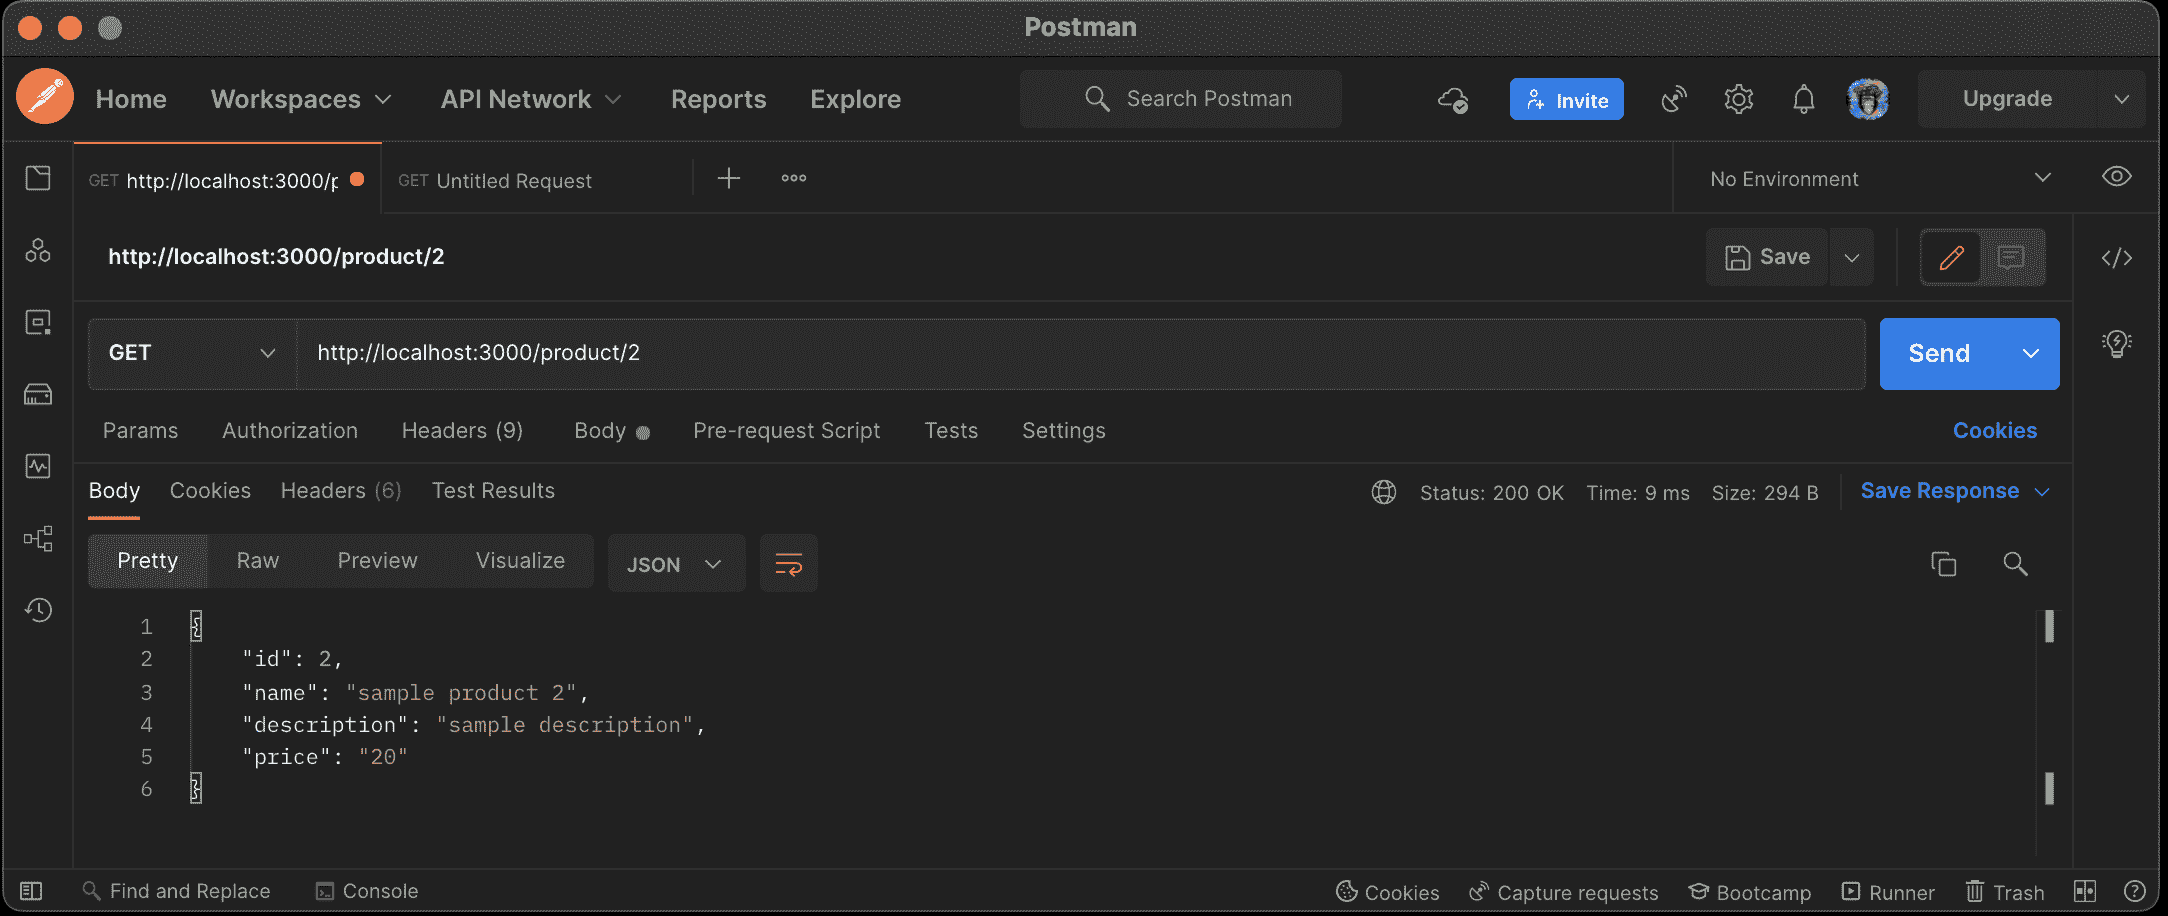 Postman
Home Workspaces API Network Reports Explore Search Postman Invite Upgrade
GET http://localhost:3000/p GET Untitled Request No Environment
http://localhost:3000/product/2 Save
GET http://localhost:3000/product/2 Send
Params Authorization Headers (9) Body Pre-request Script Tests Settings Cookies
Body Cookies Headers (6) Test Results Status: 200 OK Time: 9 ms Size: 294 B Save Response
Pretty Raw Preview Visualize JSON
1 {
2 "id": 2,
3 "name": "sample product 2",
4 "description": "sample description",
5 "price": "20"
6 }
Find and Replace Console Cookies Capture requests Bootcamp Runner Trash